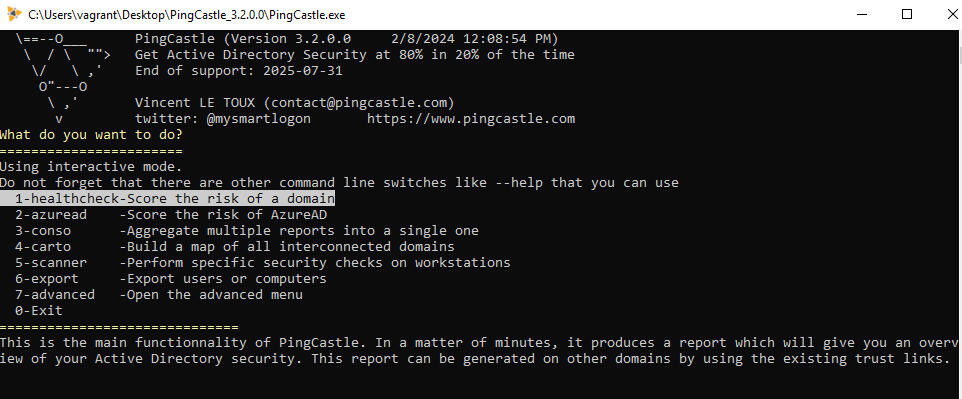 C:\Users\vagrant\Desktop\PingCastle_3.2.0.0\PingCastle.exe
  \==--O___      PingCastle (Version 3.2.0.0     2/8/2024 12:08:54 PM)
   \  / \  "">   Get Active Directory Security at 80% in 20% of the time
    \/   \ ,'    End of support: 2025-07-31
     O"---O
      \ ,'       Vincent LE TOUX (contact@pingcastle.com)
       v         twitter: @mysmartlogon       https://www.pingcastle.com
What do you want to do?
=======================
Using interactive mode.
Do not forget that there are other command line switches like --help that you can use
  1-healthcheck-Score the risk of a domain
  2-azuread    -Score the risk of AzureAD
  3-conso      -Aggregate multiple reports into a single one
  4-carto      -Build a map of all interconnected domains
  5-scanner    -Perform specific security checks on workstations
  6-export     -Export users or computers
  7-advanced   -Open the advanced menu
  0-Exit
==============================
This is the main functionnality of PingCastle. In a matter of minutes, it produces a report which will give you an overv
iew of your Active Directory security. This report can be generated on other domains by using the existing trust links.